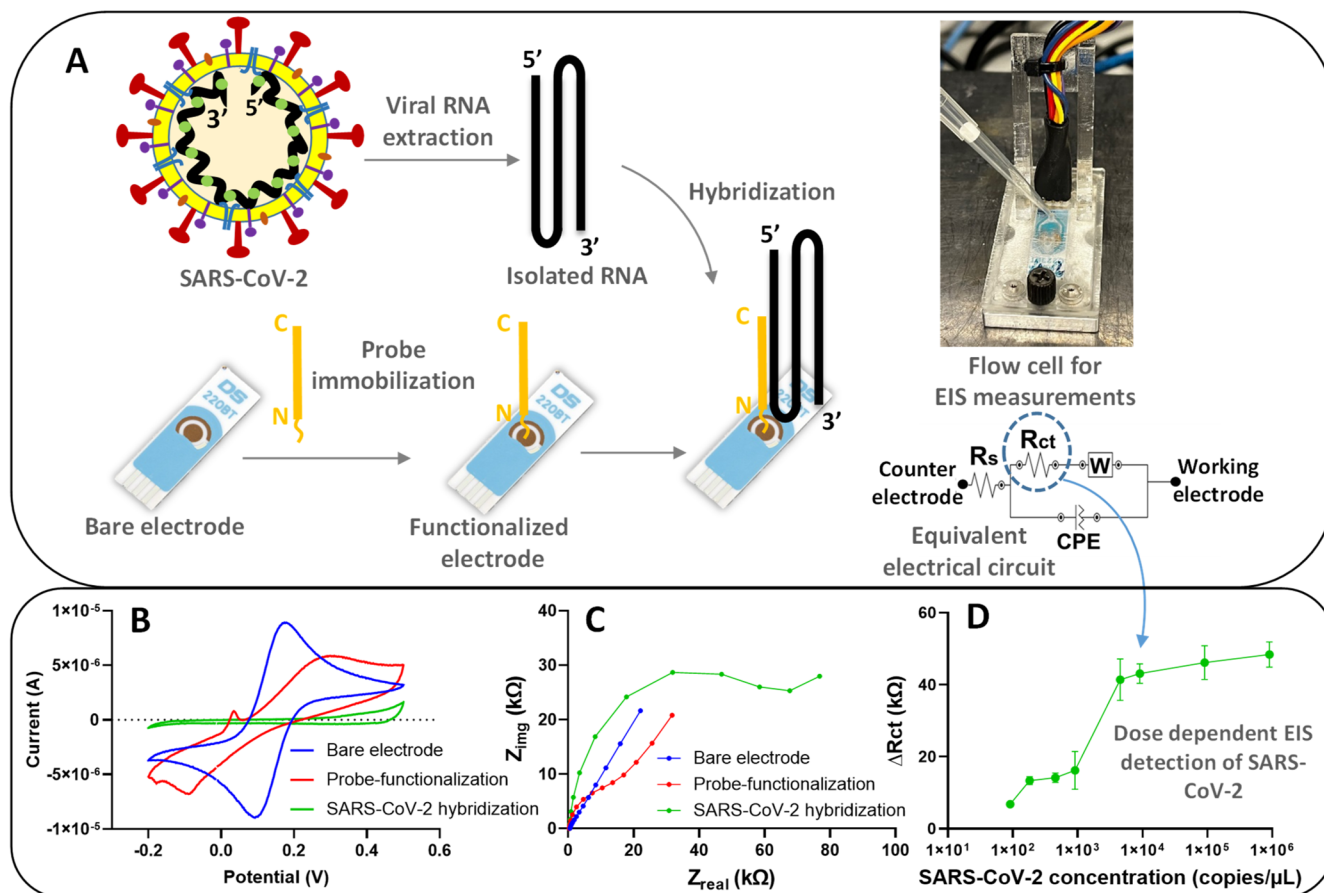 A
3’
5’
SARS-CoV-2
Viral RNA
extraction
5’
3’
Isolated RNA
Hybridization
5’
C
N
3’
C
N
Probe
immobilization
C
N
DS
220BT
DS
220BT
DS
220BT
Bare electrode
Functionalized
electrode
Flow cell for
EIS measurements
Counter
electrode
Rs
Rct
W
CPE
Working
electrode
Equivalent
electrical circuit
B
Current (A)
1×10⁻⁵
5×10⁻⁶
0
-5×10⁻⁶
-1×10⁻⁵
Bare electrode
Probe-functionalization
SARS-CoV-2 hybridization
-0.2
0.0
0.2
0.4
0.6
Potential (V)
C
Zimg (kΩ)
40
30
20
10
0
Bare electrode
Probe-functionalization
SARS-CoV-2 hybridization
0
20
40
60
80
100
Zreal (kΩ)
D
ΔRct (kΩ)
60
40
20
0
Dose dependent EIS
detection of SARS-
CoV-2
1×10¹
1×10²
1×10³
1×10⁴
1×10⁵
1×10⁶
SARS-CoV-2 concentration (copies/µL)